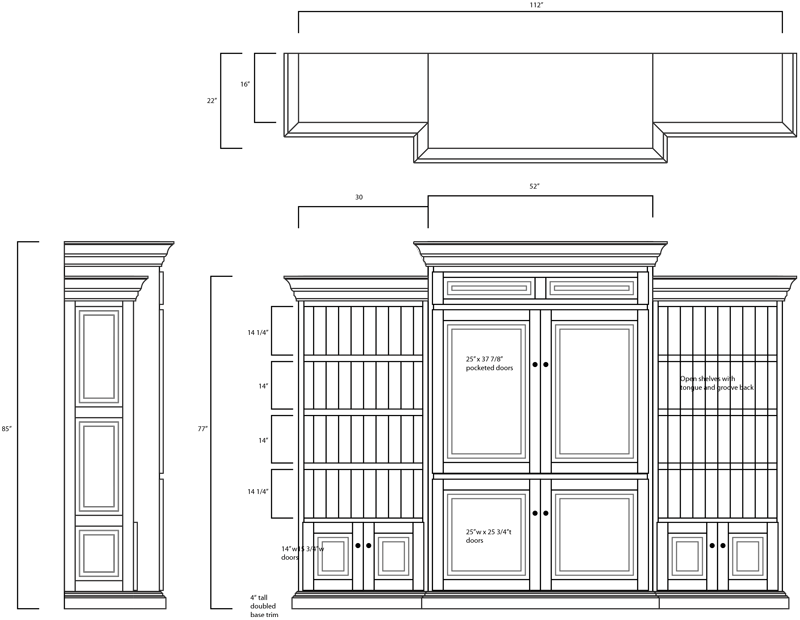 112"
16"
22"
52"
30
14 1/4"
25" x 37 7/8"
pocketed doors
Open shelves with
tongue and groove back
14"
85"
77"
14"
14 1/4"
25"w x 25 3/4"t
doors
14" w15 3/4"w
doors
4" tall
doubled
base trim